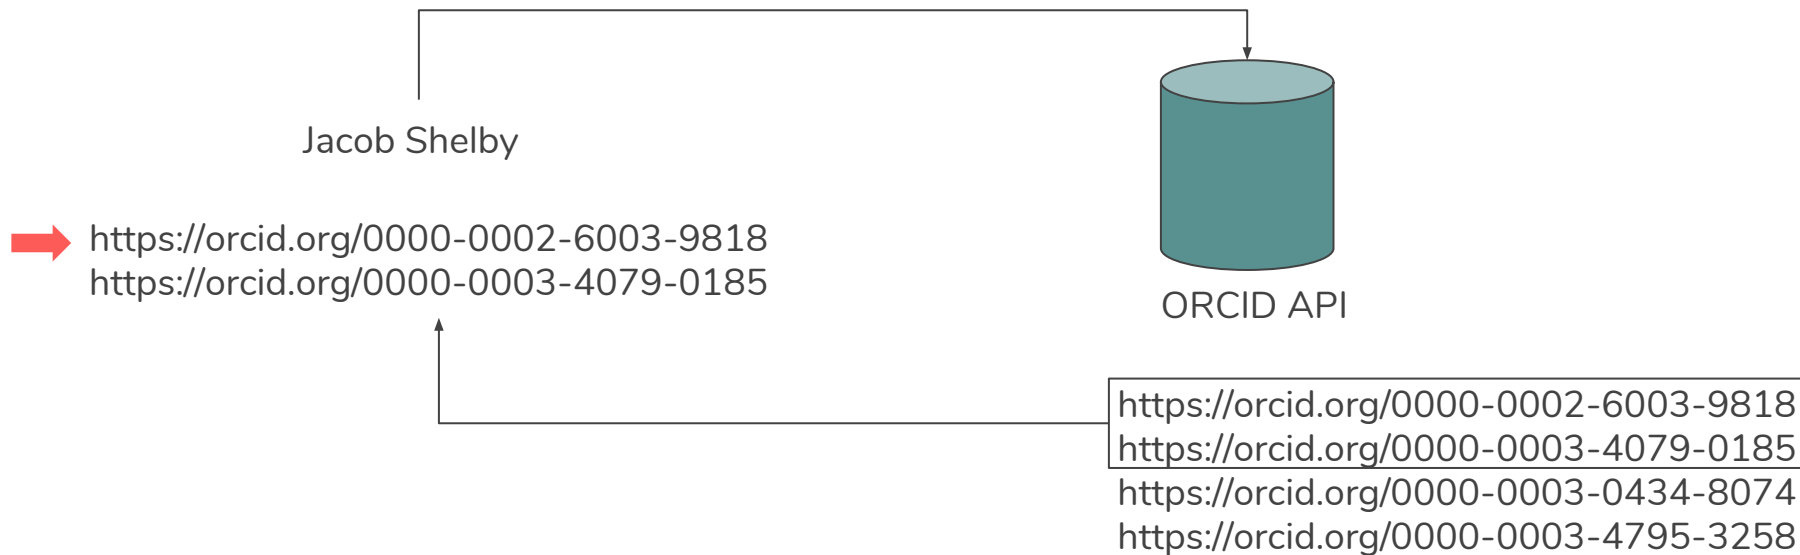 Jacob Shelby
https://orcid.org/0000-0002-6003-9818
https://orcid.org/0000-0003-4079-0185
ORCID API
https://orcid.org/0000-0002-6003-9818
https://orcid.org/0000-0003-4079-0185
https://orcid.org/0000-0003-0434-8074
https://orcid.org/0000-0003-4795-3258